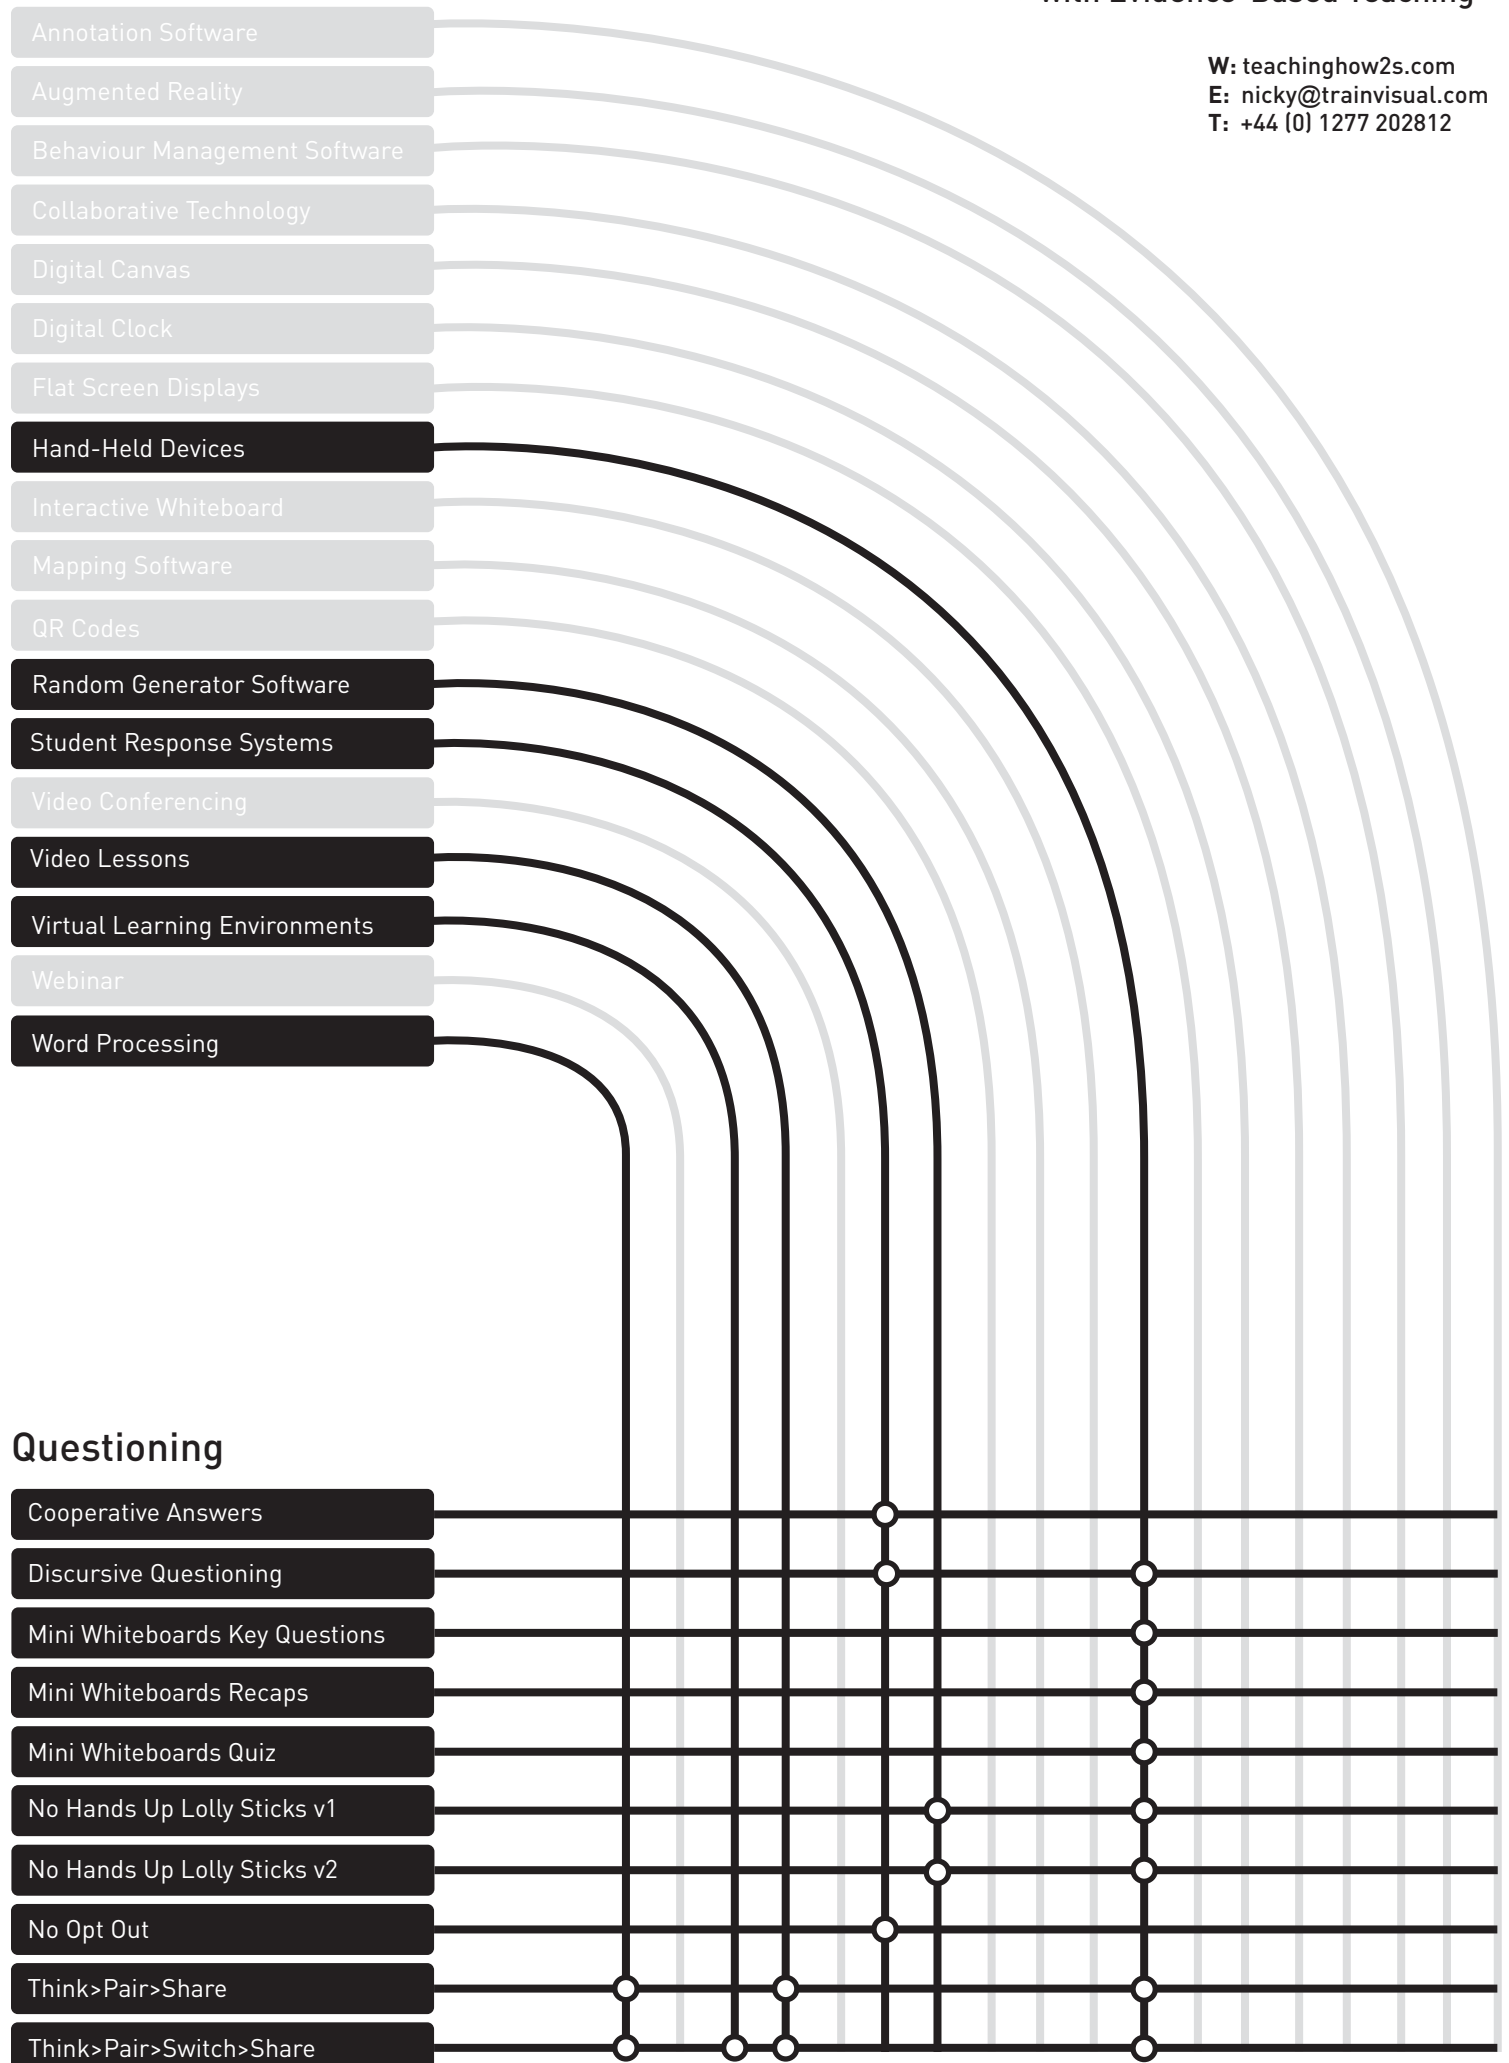 with Evidence-Based Teaching
W: teachinghow2s.com
E: nicky@trainvisual.com
T: +44 (0) 1277 202812
Annotation Software
Augmented Reality
Behaviour Management Software
Collaborative Technology
Digital Canvas
Digital Clock
Flat Screen Displays
Hand-Held Devices
Interactive Whiteboard
Mapping Software
QR Codes
Random Generator Software
Student Response Systems
Video Conferencing
Video Lessons
Virtual Learning Environments
Webinar
Word Processing
Questioning
Cooperative Answers
Discursive Questioning
Mini Whiteboards Key Questions
Mini Whiteboards Recaps
Mini Whiteboards Quiz
No Hands Up Lolly Sticks v1
No Hands Up Lolly Sticks v2
No Opt Out
Think>Pair>Share
Think>Pair>Switch>Share